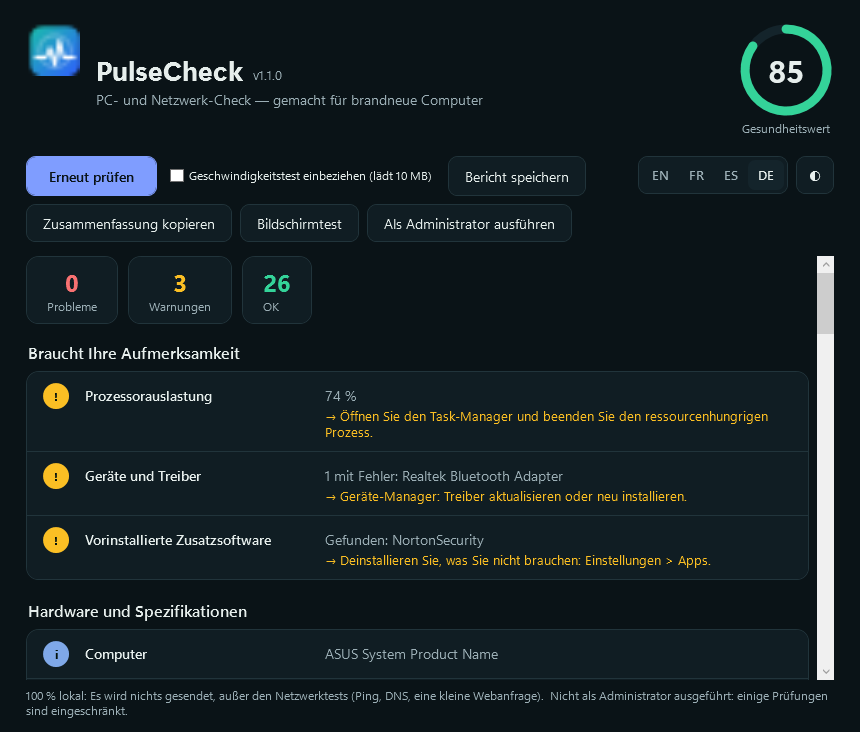 PulseCheck v1.1.0
PC- und Netzwerk-Check — gemacht für brandneue Computer
85
Gesundheitswert
Erneut prüfen
Geschwindigkeitstest einbeziehen (lädt 10 MB)
Bericht speichern
EN FR ES DE
Zusammenfassung kopieren
Bildschirmtest
Als Administrator ausführen
0
Probleme
3
Warnungen
26
OK
Braucht Ihre Aufmerksamkeit
! Prozessorauslastung
74 %
→ Öffnen Sie den Task-Manager und beenden Sie den ressourcenhungrigen
Prozess.
! Geräte und Treiber
1 mit Fehler: Realtek Bluetooth Adapter
→ Geräte-Manager: Treiber aktualisieren oder neu installieren.
! Vorinstallierte Zusatzsoftware
Gefunden: NortonSecurity
→ Deinstallieren Sie, was Sie nicht brauchen: Einstellungen > Apps.
Hardware und Spezifikationen
i Computer
ASUS System Product Name
100 % lokal: Es wird nichts gesendet, außer den Netzwerktests (Ping, DNS, eine kleine Webanfrage). Nicht als Administrator ausgeführt: einige Prüfungen
sind eingeschränkt.